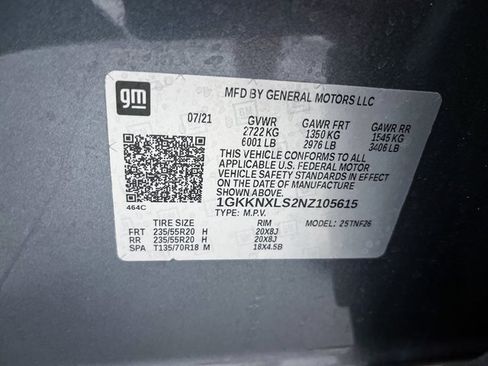 gm
MFD BY GENERAL MOTORS LLC
07/21 GVWR GAWR FRT GAWR RR
2722 KG 1350 KG 1545 KG
6001 LB 2976 LB 3406 LB
THIS VEHICLE CONFORMS TO ALL
APPLICABLE U.S. FEDERAL MOTOR
VEHICLE SAFETY STANDARDS IN EFFECT
ON THE DATE OF MANUFACTURE
SHOWN ABOVE.
1GKKNXLS2NZ105615
464C TYPE: M.P.V. MODEL: 2STNF26
TIRE SIZE RIM
FRT 235/55R20 H 20X8J
RR 235/55R20 H 20X8J
SPA T135/70R18 M 18X4.5B